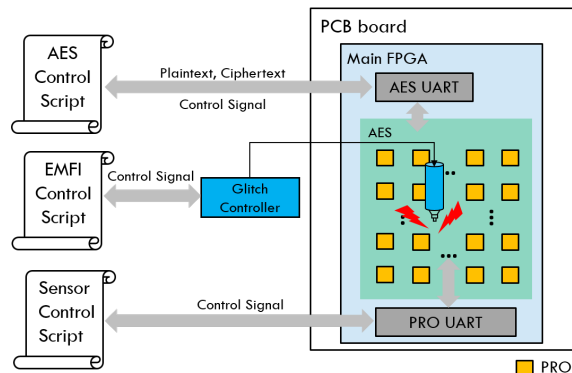 PCB board
Main FPGA
AES
Control
Script
Plaintext, Ciphertext
Control Signal
AES UART
AES
EMFI
Control
Script
Control Signal
Glitch
Controller
Sensor
Control
Script
Control Signal
PRO UART
PRO